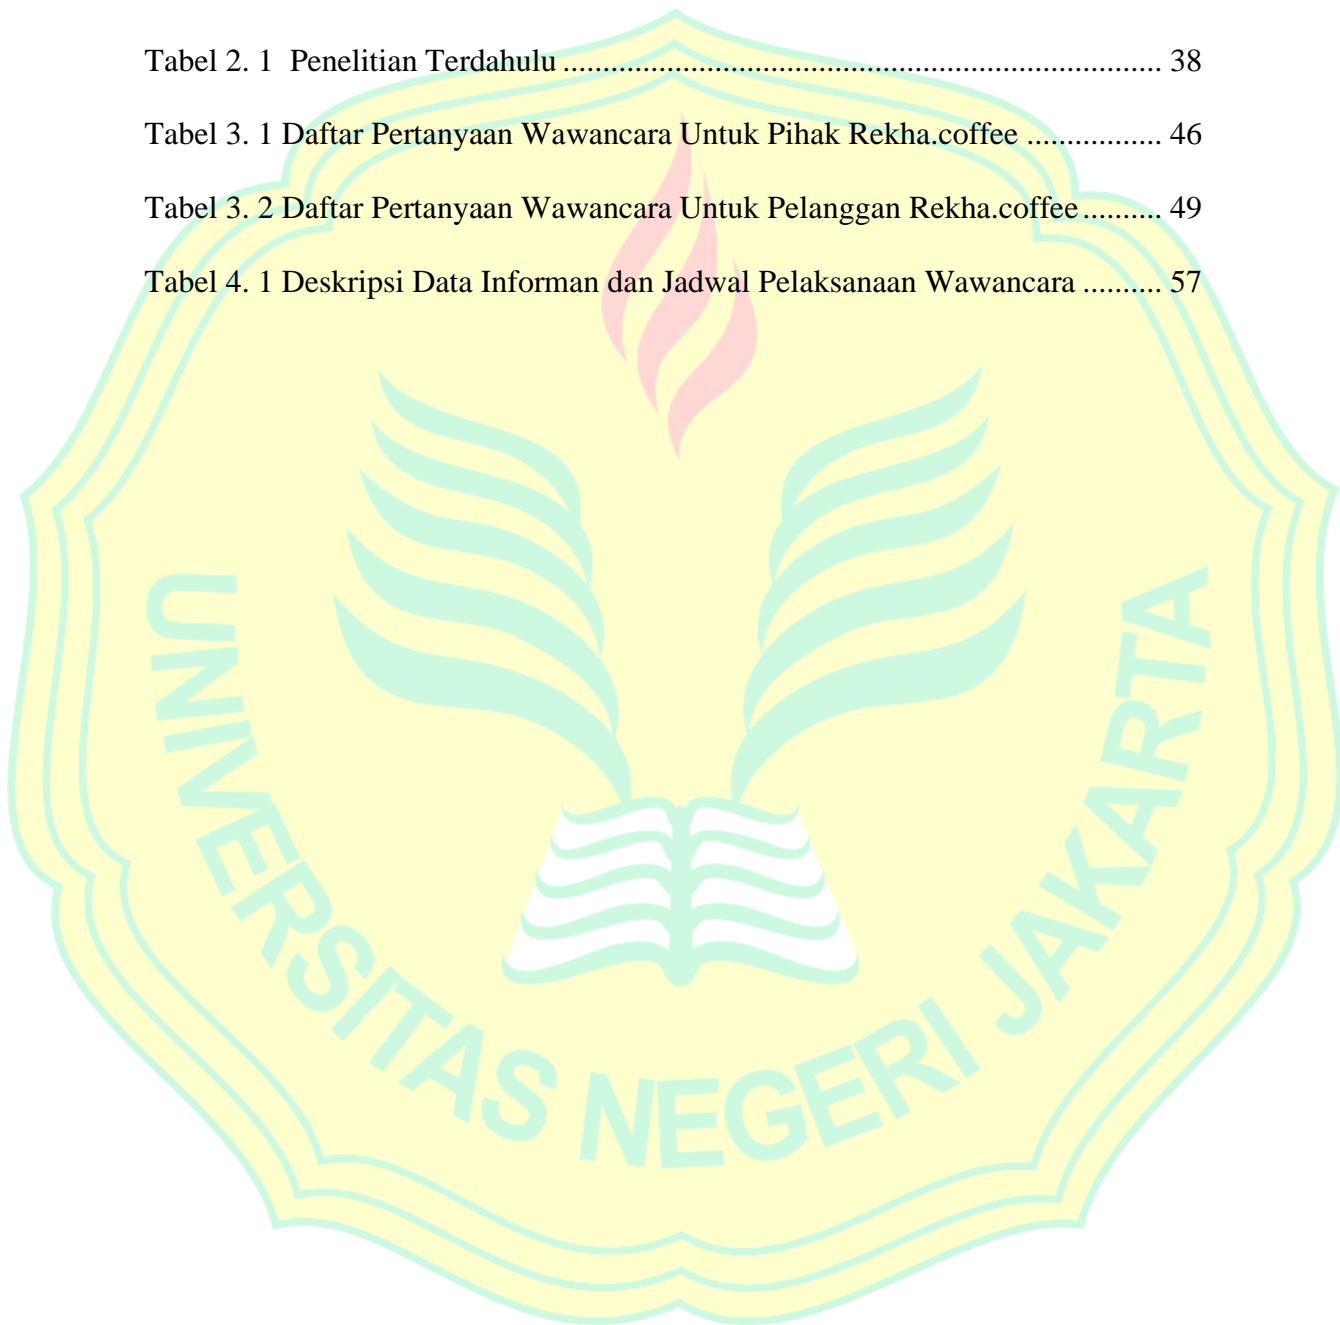 Tabel 2. 1  Penelitian Terdahulu ........................................................................... 38
Tabel 3. 1 Daftar Pertanyaan Wawancara Untuk Pihak Rekha.coffee ................. 46
Tabel 3. 2 Daftar Pertanyaan Wawancara Untuk Pelanggan Rekha.coffee .......... 49
Tabel 4. 1 Deskripsi Data Informan dan Jadwal Pelaksanaan Wawancara .......... 57
UNIVERSITAS NEGERI JAKARTA